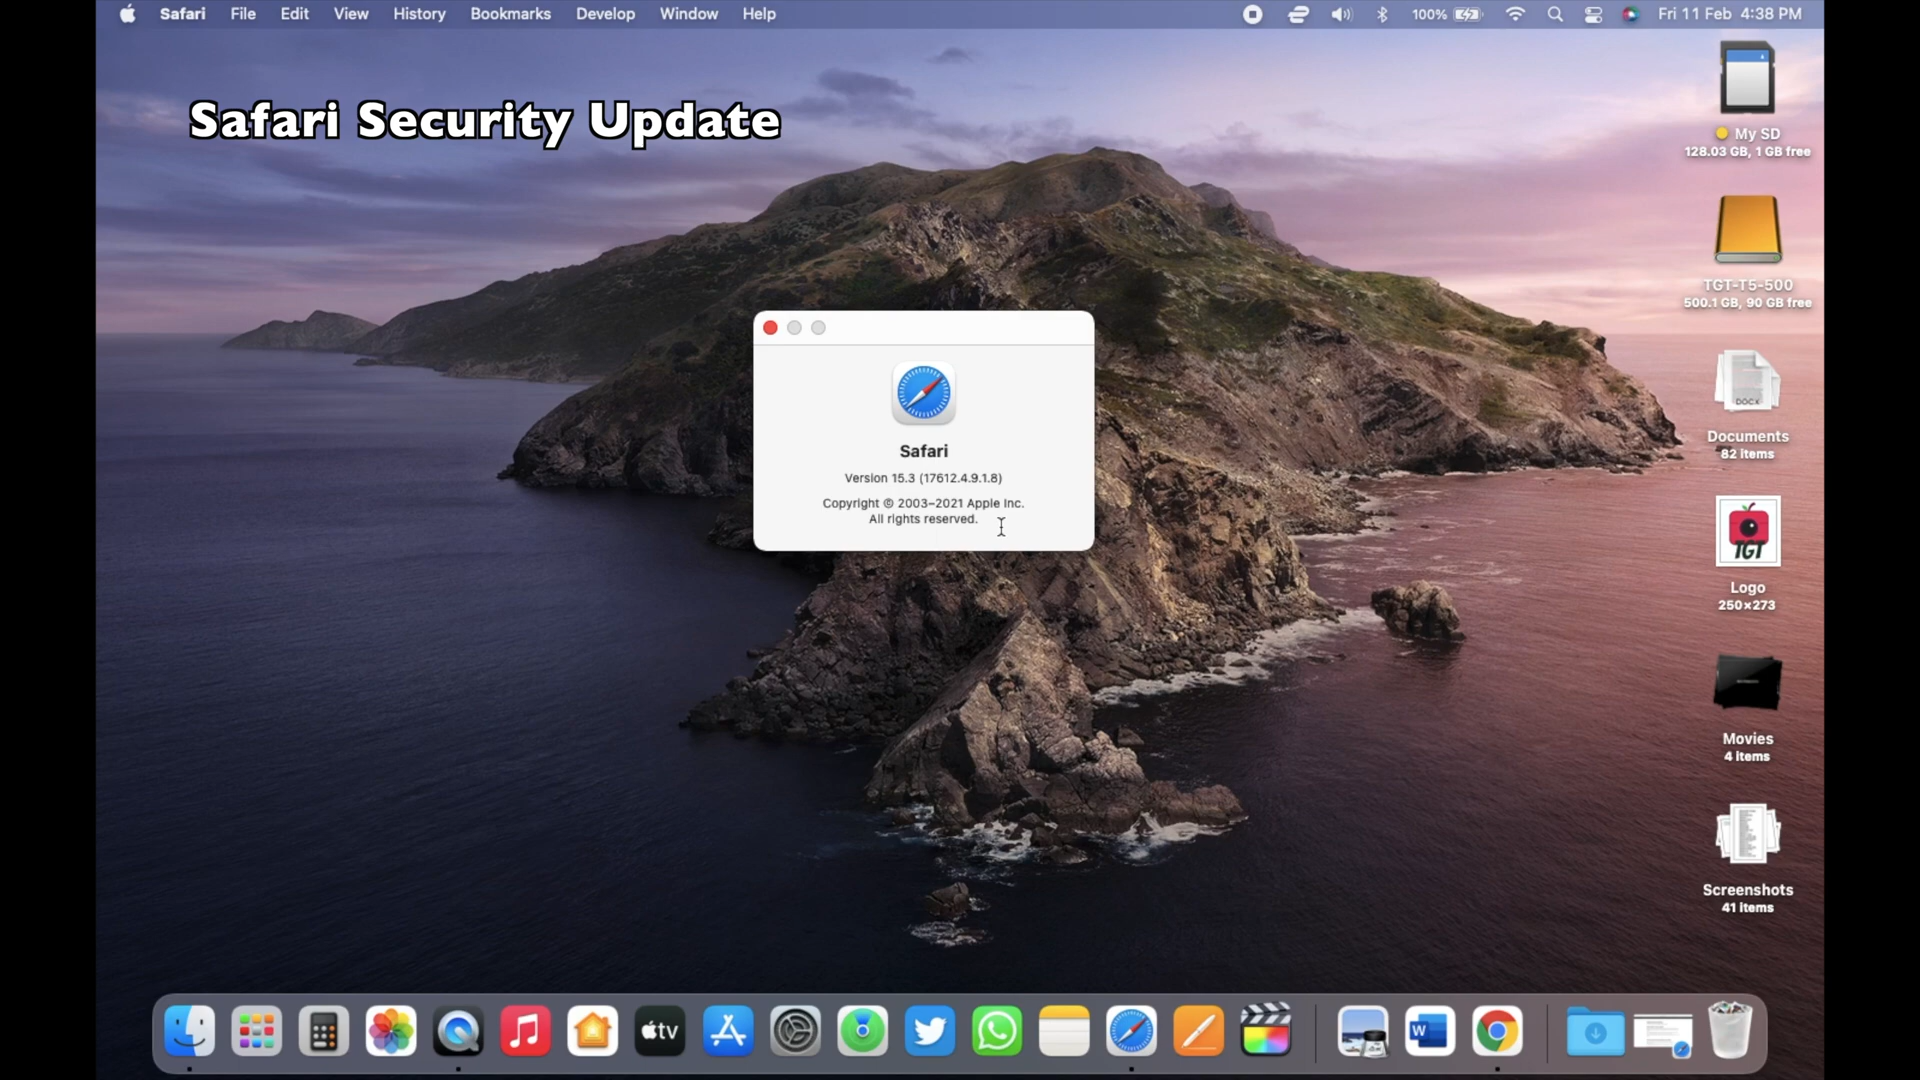 Safari File Edit View History Bookmarks Develop Window Help 100% Fri 11 Feb 4:38 PM
Safari Security Update
My SD
128.03 GB, 1 GB free
TGT-T5-500
500.1 GB, 90 GB free
DOCX
Documents
82 items
Safari
Version 15.3 (17612.4.9.1.8)
Copyright © 2003–2021 Apple Inc.
All rights reserved.
TGT
Logo
250×273
Movies
4 items
Screenshots
41 items
tv
W